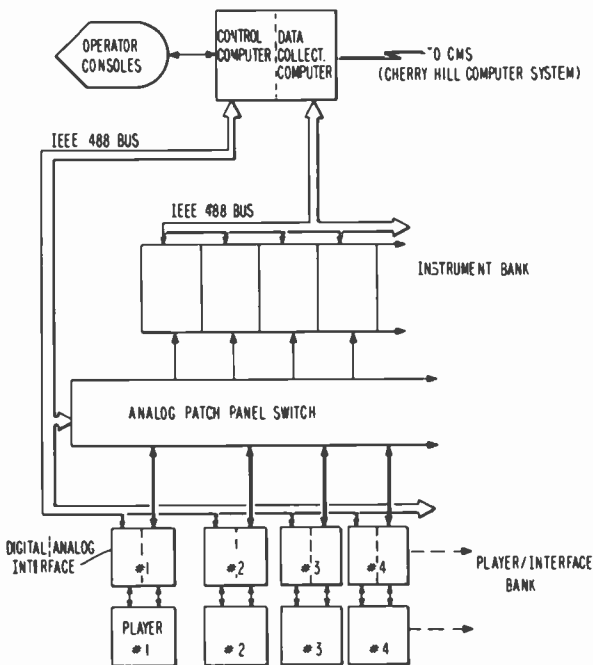 OPERATOR
CONSOLES
CONTROL
COMPUTER
DATA
COLLECT.
COMPUTER
TO CMS
(CHERRY HILL COMPUTER SYSTEM)
IEEE 488 BUS
IEEE 488 BUS
INSTRUMENT BANK
ANALOG PATCH PANEL SWITCH
DIGITAL ANALOG
INTERFACE
#1
#2
#3
#4
PLAYER/INTERFACE
BANK
PLAYER
#1
#2
#3
#4